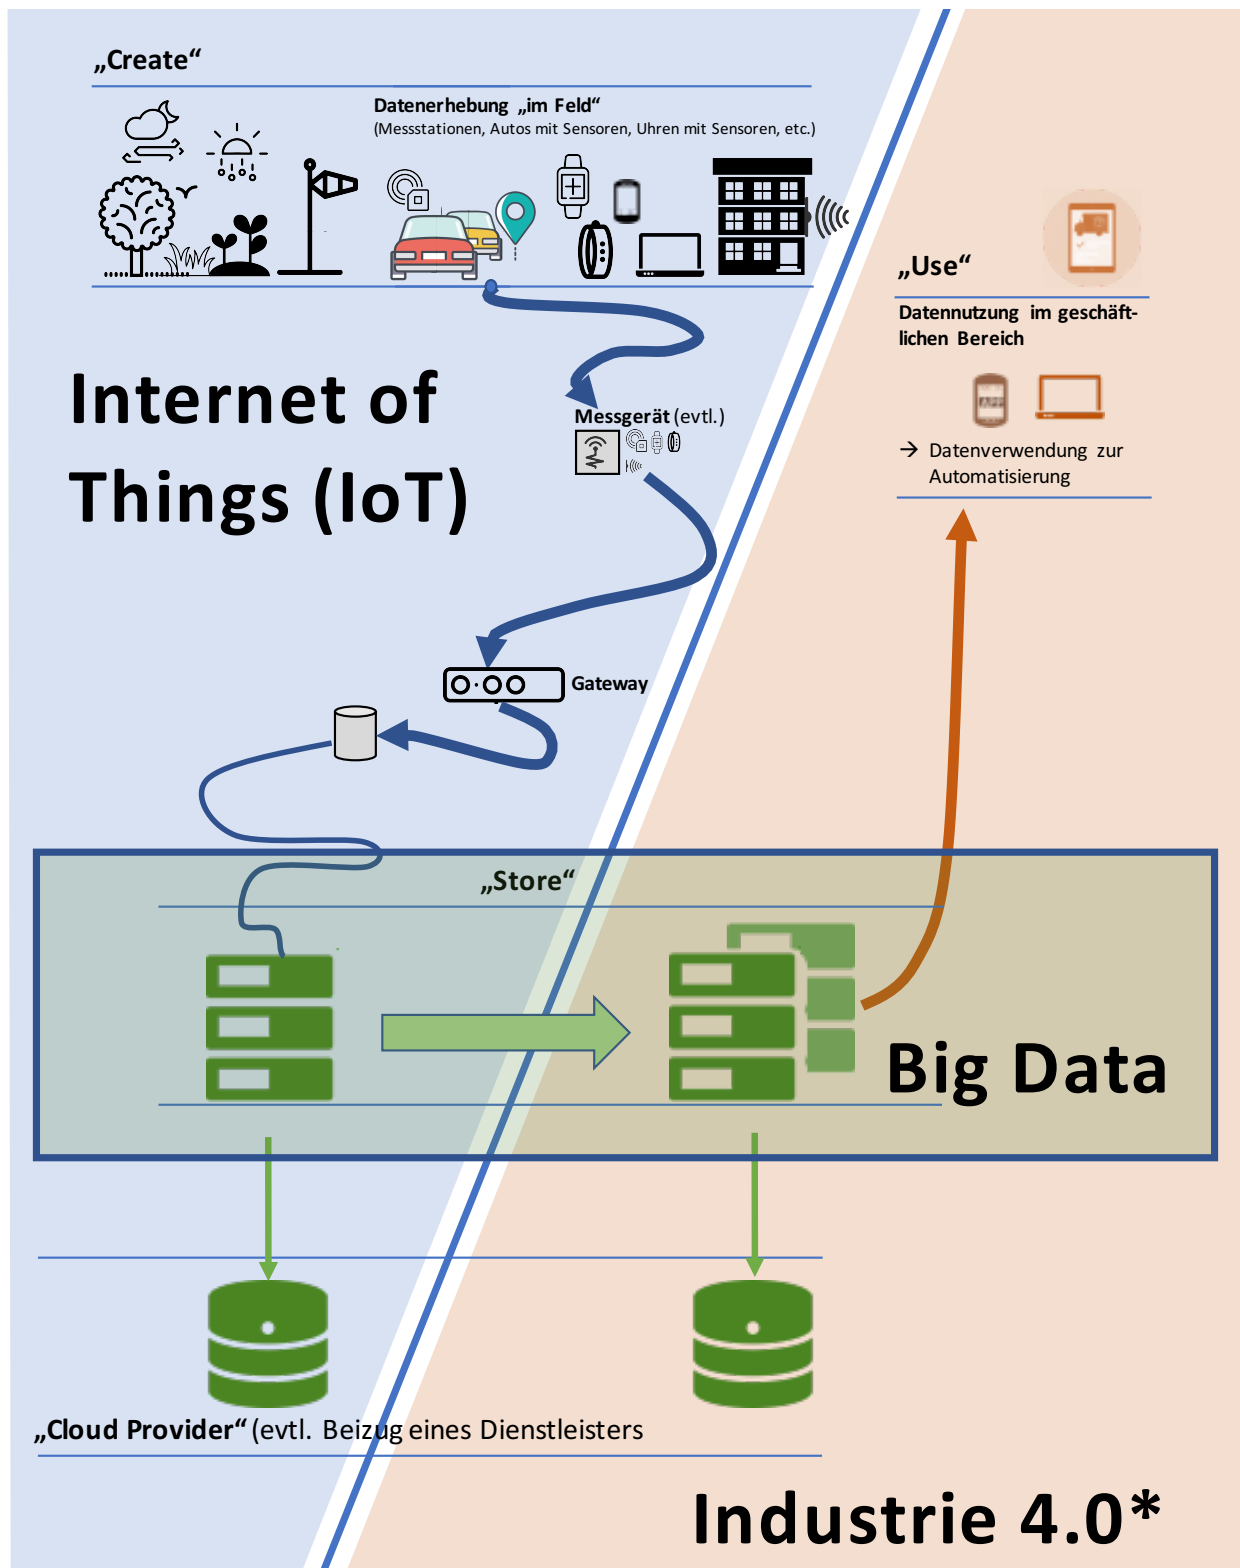 „Create“
Datenerhebung „im Feld“
(Messstationen, Autos mit Sensoren, Uhren mit Sensoren, etc.)
„Use“
Datennutzung im geschäft-
lichen Bereich
APP
→ Datenverwendung zur
Automatisierung
Internet of
Things (IoT)
Messgerät (evtl.)
Gateway
„Store“
Big Data
„Cloud Provider“ (evtl. Beizug eines Dienstleisters
Industrie 4.0*